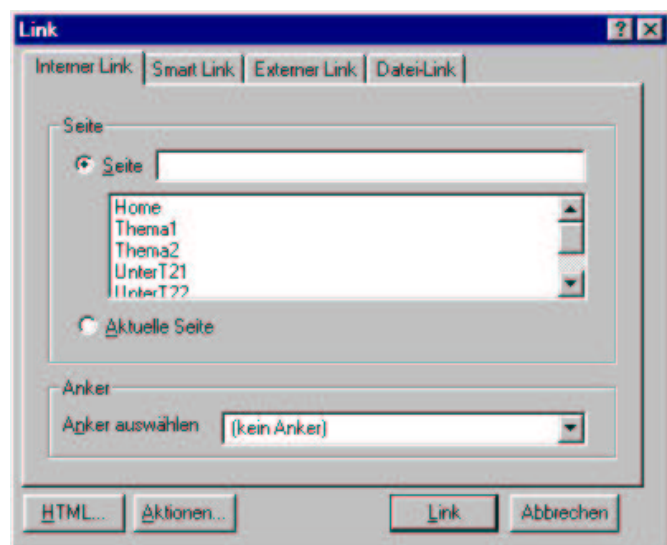 Link
Interner Link Smart Link Externer Link Datei-Link
Seite
Seite
Home
Thema1
Thema2
UnterT21
UnterT22
Aktuelle Seite
Anker
Anker auswählen (kein Anker)
HTML... Aktionen... Link Abbrechen